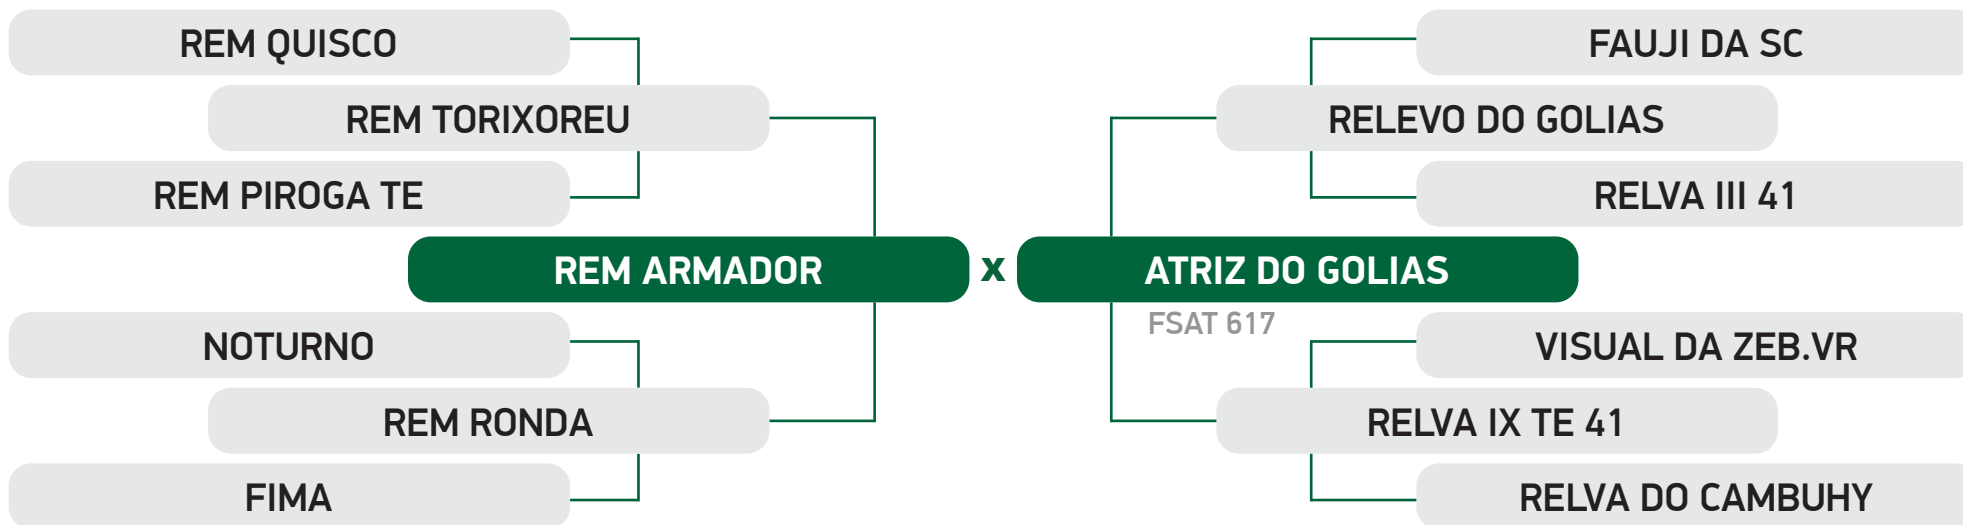 REM QUISCO
FAUJI DA SC
REM TORIXOREU
RELEVO DO GOLIAS
REM PIROGA TE
RELVA III 41
REM ARMADOR x ATRIZ DO GOLIAS
FSAT 617
NOTURNO
VISUAL DA ZEB.VR
REM RONDA
RELVA IX TE 41
FIMA
RELVA DO CAMBUHY